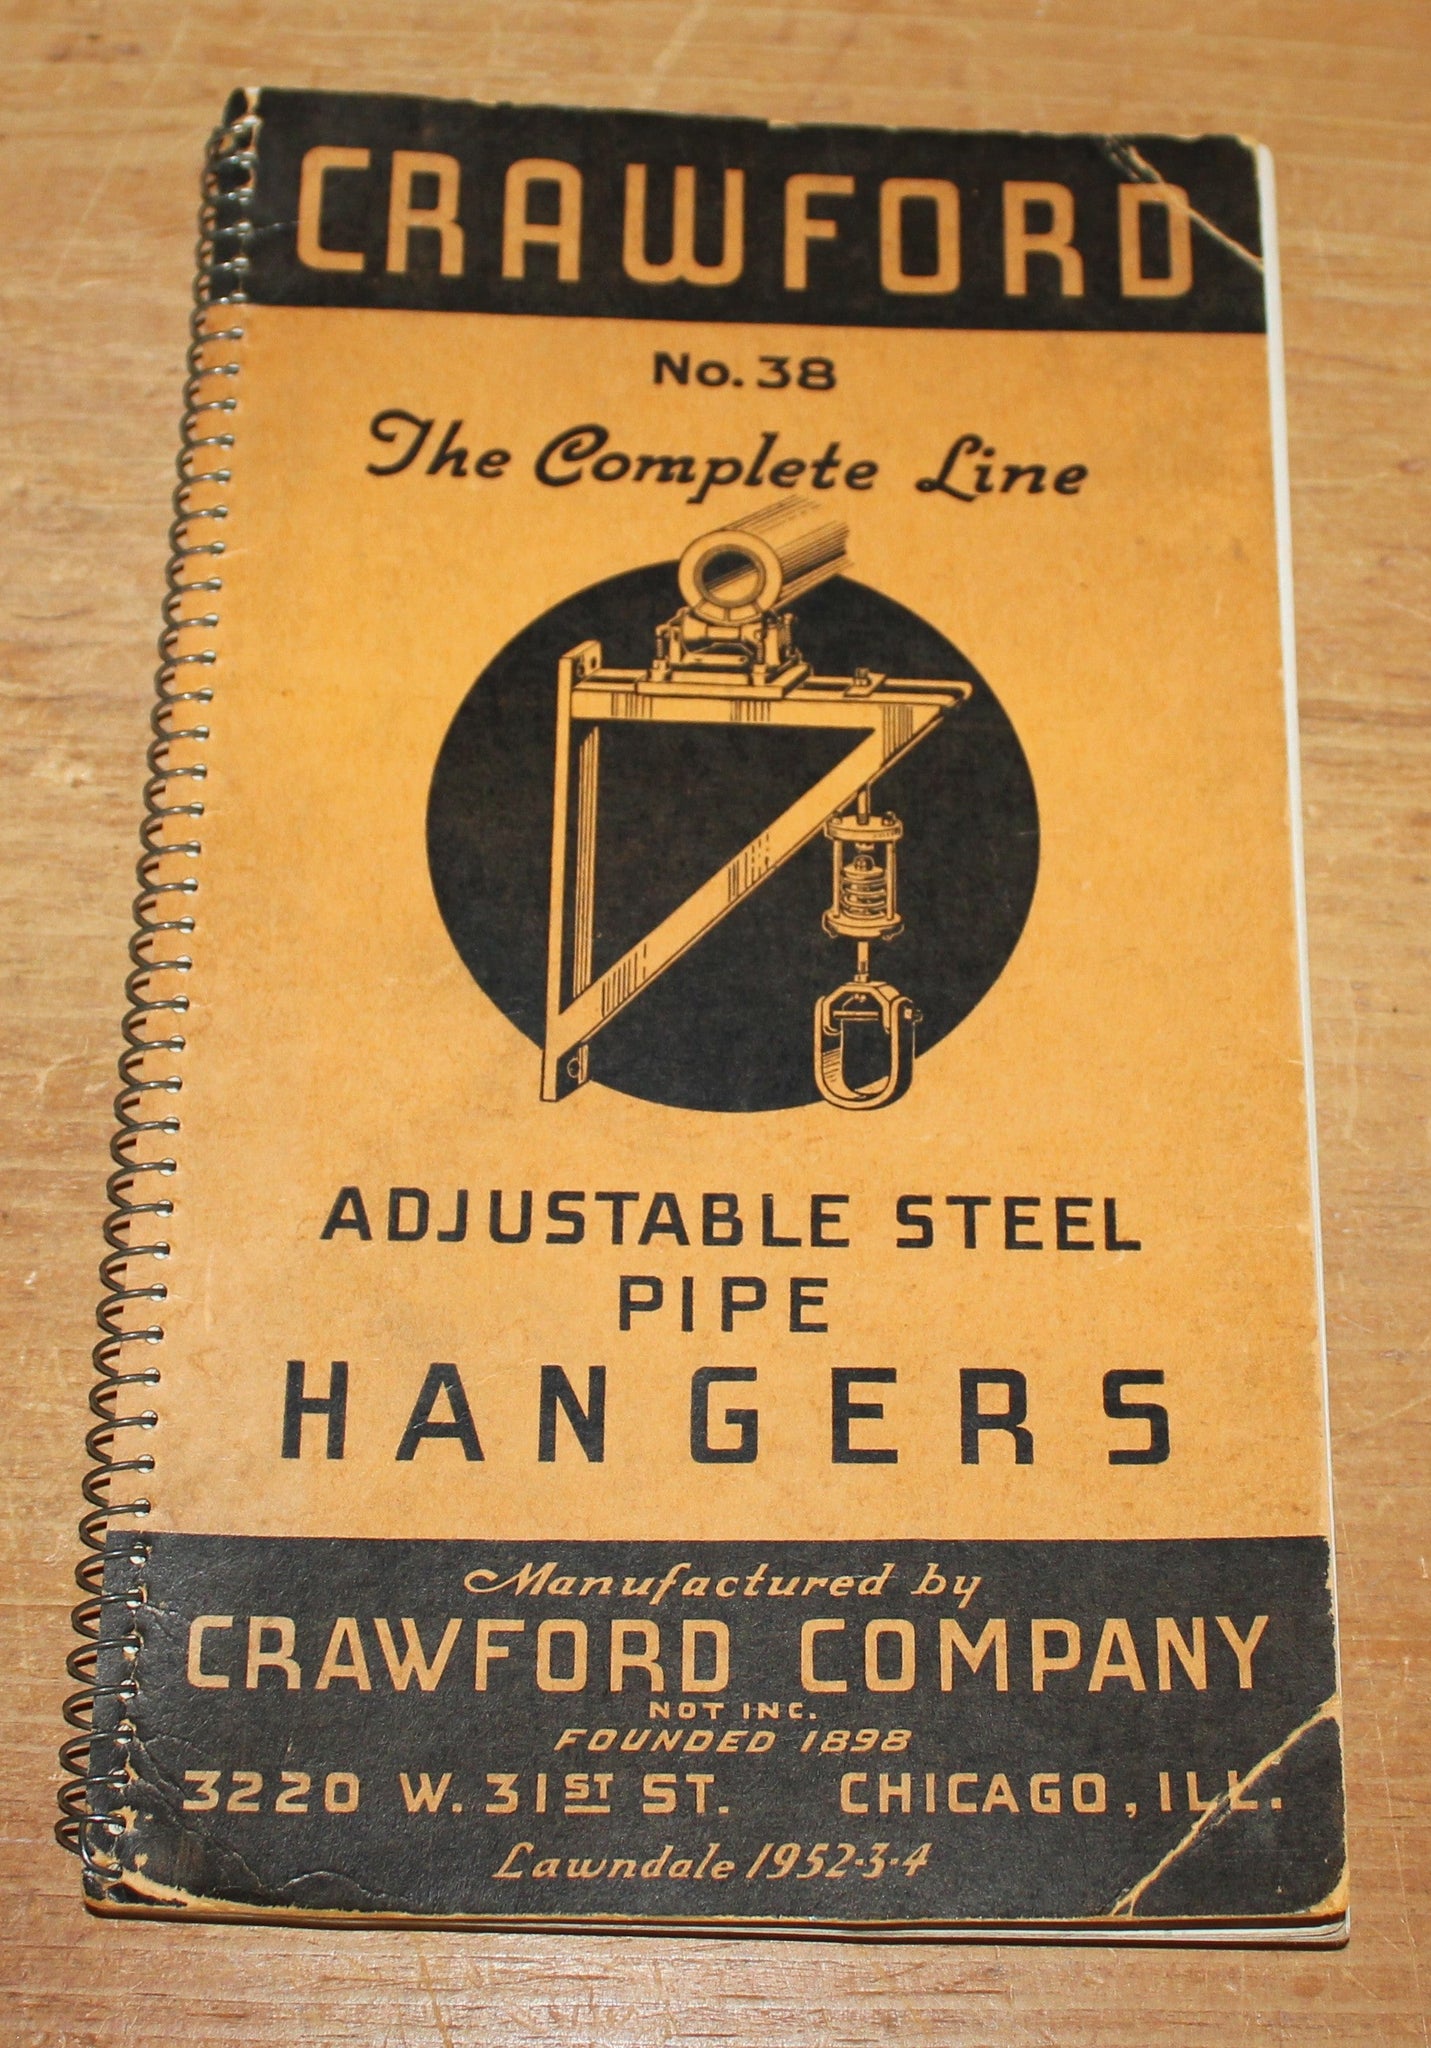 CRAWFORD
No. 38
The Complete Line
ADJUSTABLE STEEL
PIPE
HANGERS
Manufactured by
CRAWFORD COMPANY
NOT INC.
FOUNDED 1898
3220 W. 31ST ST. CHICAGO, ILL.
Lawndale 1952-3-4